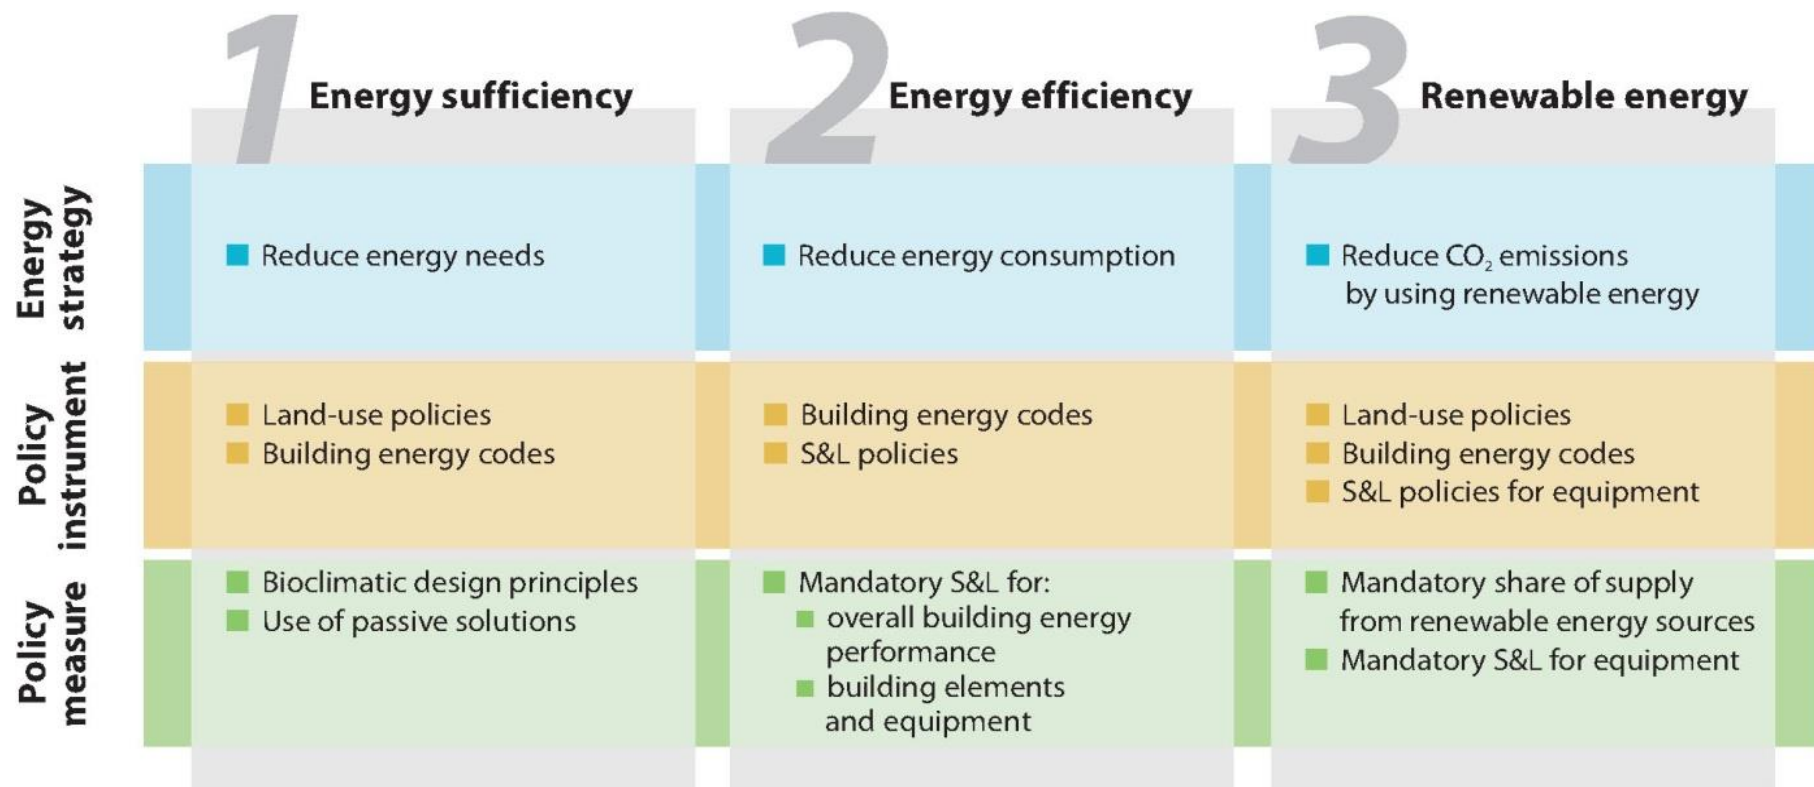 1 Energy sufficiency
2 Energy efficiency
3 Renewable energy
Energy
strategy
■ Reduce energy needs
■ Reduce energy consumption
■ Reduce CO₂ emissions
by using renewable energy
Policy
instrument
■ Land-use policies
■ Building energy codes
■ Building energy codes
■ S&L policies
■ Land-use policies
■ Building energy codes
■ S&L policies for equipment
Policy
measure
■ Bioclimatic design principles
■ Use of passive solutions
■ Mandatory S&L for:
■ overall building energy
performance
■ building elements
and equipment
■ Mandatory share of supply
from renewable energy sources
■ Mandatory S&L for equipment